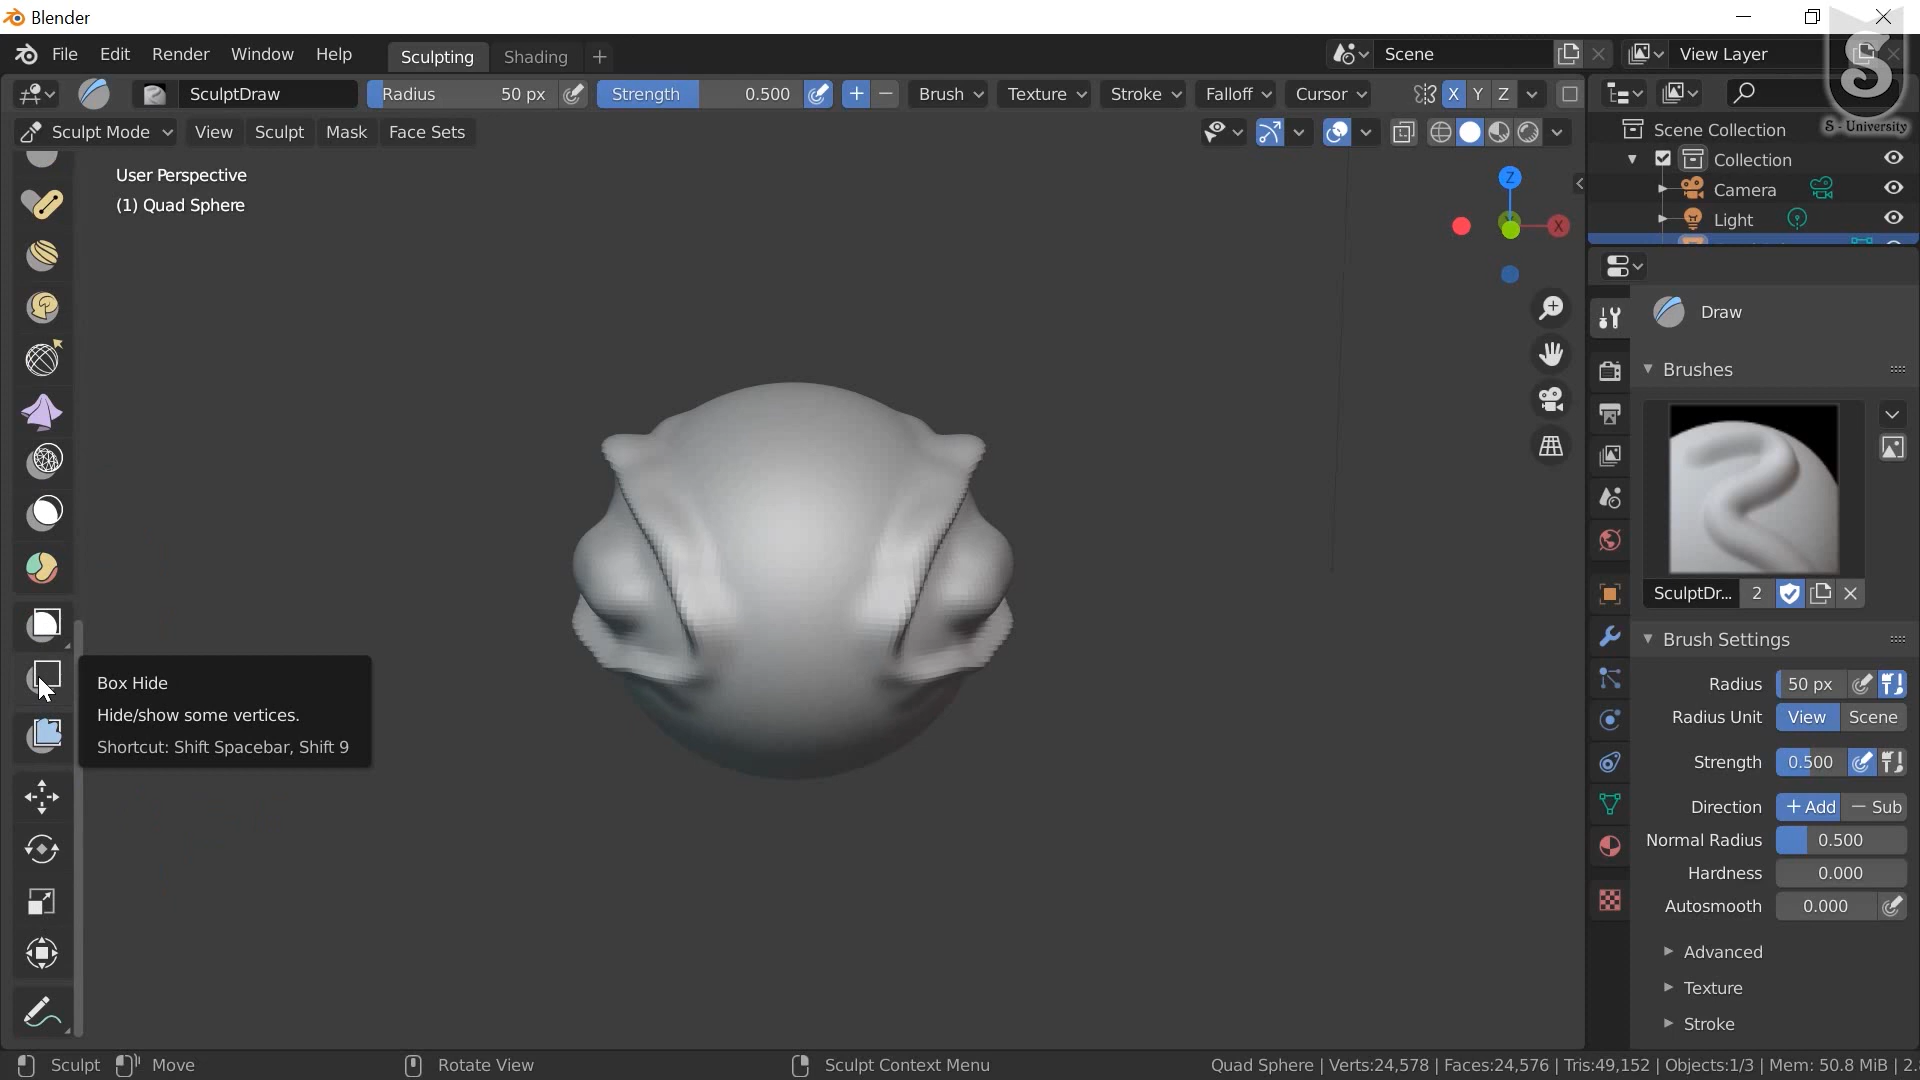 Blender
File Edit Render Window Help Sculpting Shading + Scene View Layer
SculptDraw Radius 50 px Strength 0.500 + − Brush Texture Stroke Falloff Cursor X Y Z
S - University
Sculpt Mode View Sculpt Mask Face Sets
Scene Collection
Collection
Camera
Light
User Perspective
(1) Quad Sphere
Z
X
Draw
Brushes
SculptDr... 2
Brush Settings
Radius 50 px
Radius Unit View Scene
Strength 0.500
Direction + Add − Sub
Normal Radius 0.500
Hardness 0.000
Autosmooth 0.000
Advanced
Texture
Stroke
Box Hide
Hide/show some vertices.
Shortcut: Shift Spacebar, Shift 9
Sculpt Move Rotate View Sculpt Context Menu Quad Sphere | Verts:24,578 | Faces:24,576 | Tris:49,152 | Objects:1/3 | Mem: 50.8 MiB | 2.